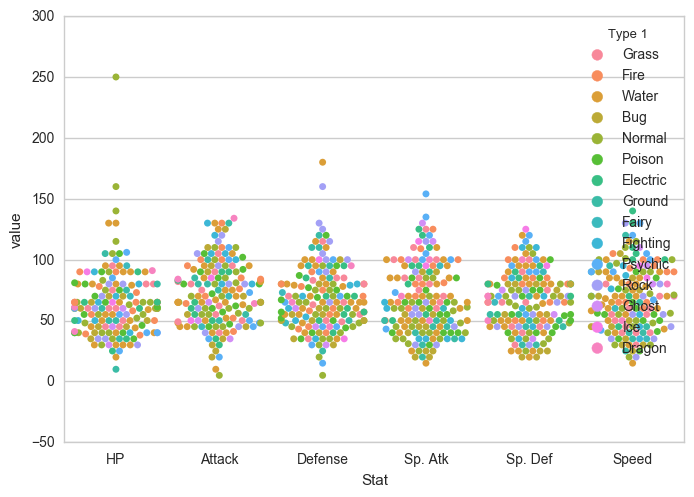 300
250
200
150
100
50
0
−50
value
HP Attack Defense Sp. Atk Sp. Def Speed
Stat
Type 1
Grass
Fire
Water
Bug
Normal
Poison
Electric
Ground
Fairy
Fighting
Psychic
Rock
Ghost
Ice
Dragon